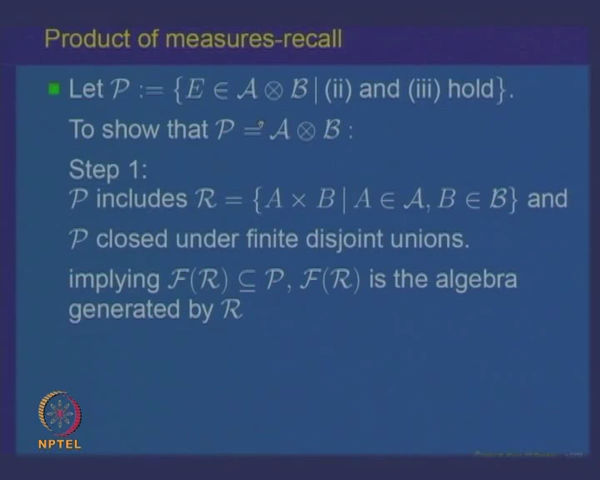 Product of measures-recall
Let 𝒫 := {E ∈ 𝒜 ⊗ ℬ | (ii) and (iii) hold}.
To show that 𝒫 = 𝒜 ⊗ ℬ :
Step 1:
𝒫 includes ℛ = {A × B | A ∈ 𝒜, B ∈ ℬ} and
𝒫 closed under finite disjoint unions.
implying ℱ(ℛ) ⊆ 𝒫, ℱ(ℛ) is the algebra
generated by ℛ
NPTEL